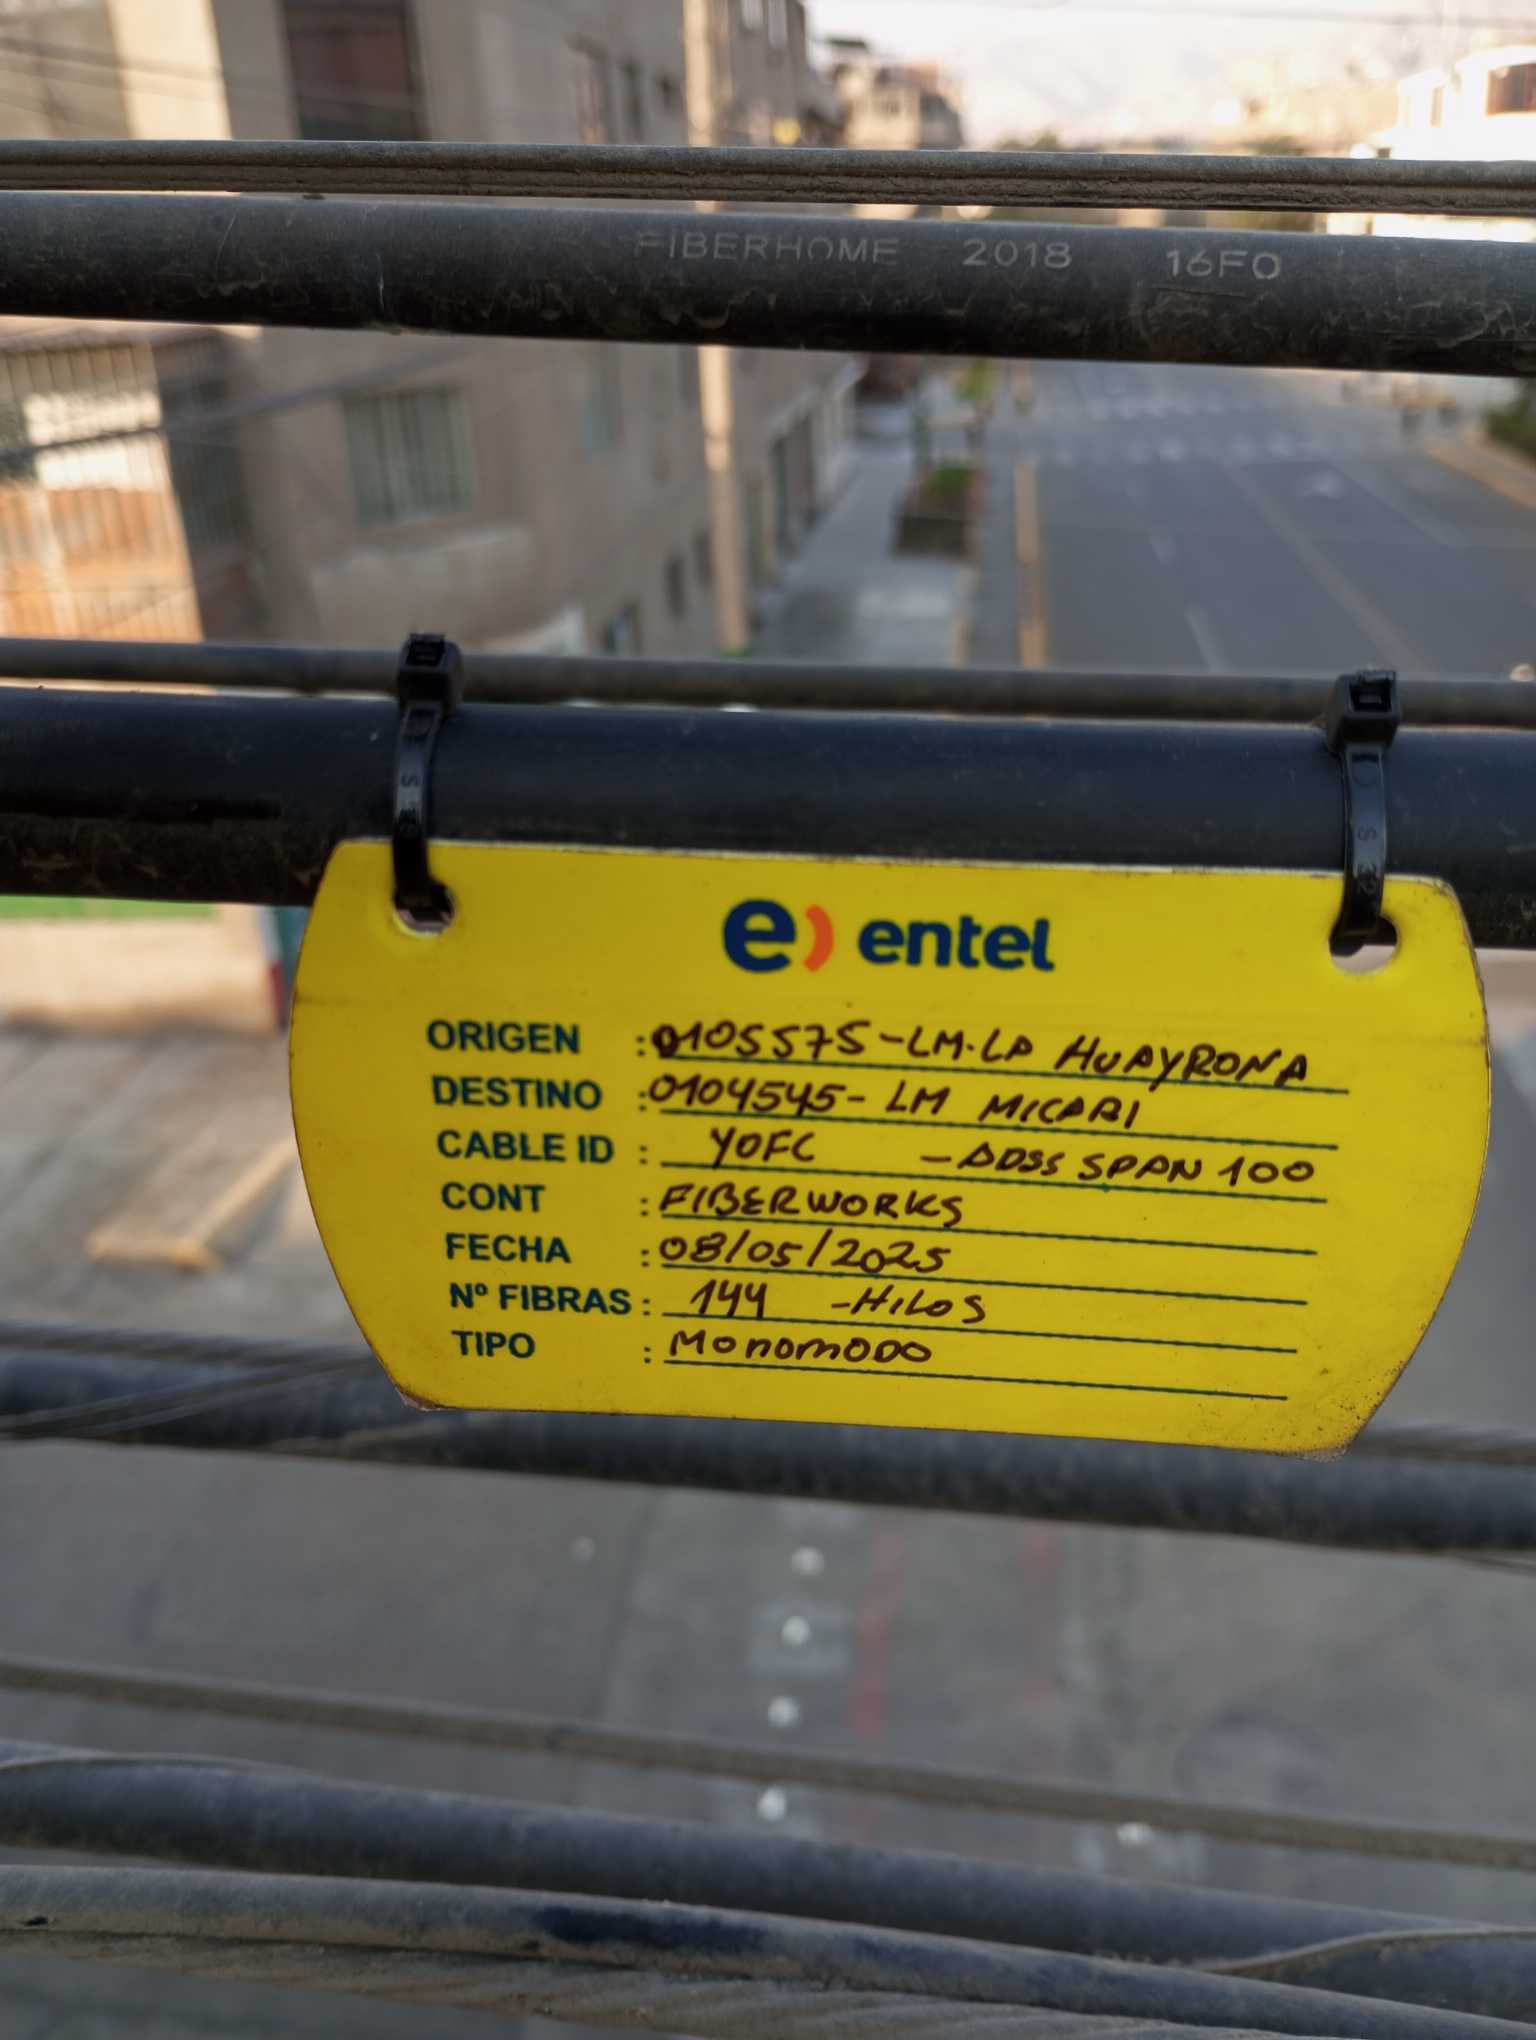 FIBERHOME 2018 16F0
e) entel
ORIGEN : 0105575-LM.LA HUAYRONA
DESTINO : 0104545- LM MICARI
CABLE ID : YOFC - ADSS SPAN 100
CONT : FIBERWORKS
FECHA : 08/05/2025
Nº FIBRAS : 144 -HILOS
TIPO : MONOMODO